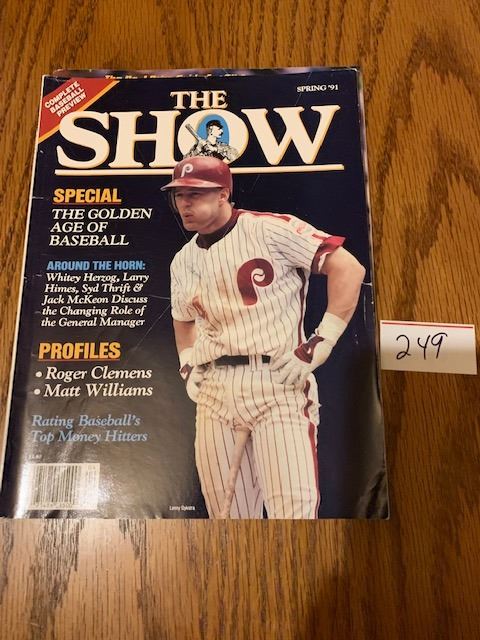 COMPLETE
BASEBALL
PREVIEW
THE
SHOW
SPRING '91
SPECIAL
THE GOLDEN
AGE OF
BASEBALL
AROUND THE HORN:
Whitey Herzog, Larry
Himes, Syd Thrift &
Jack McKeon Discuss
the Changing Role of
the General Manager
PROFILES
• Roger Clemens
• Matt Williams
Rating Baseball's
Top Money Hitters
Lenny Dykstra
P
P
249